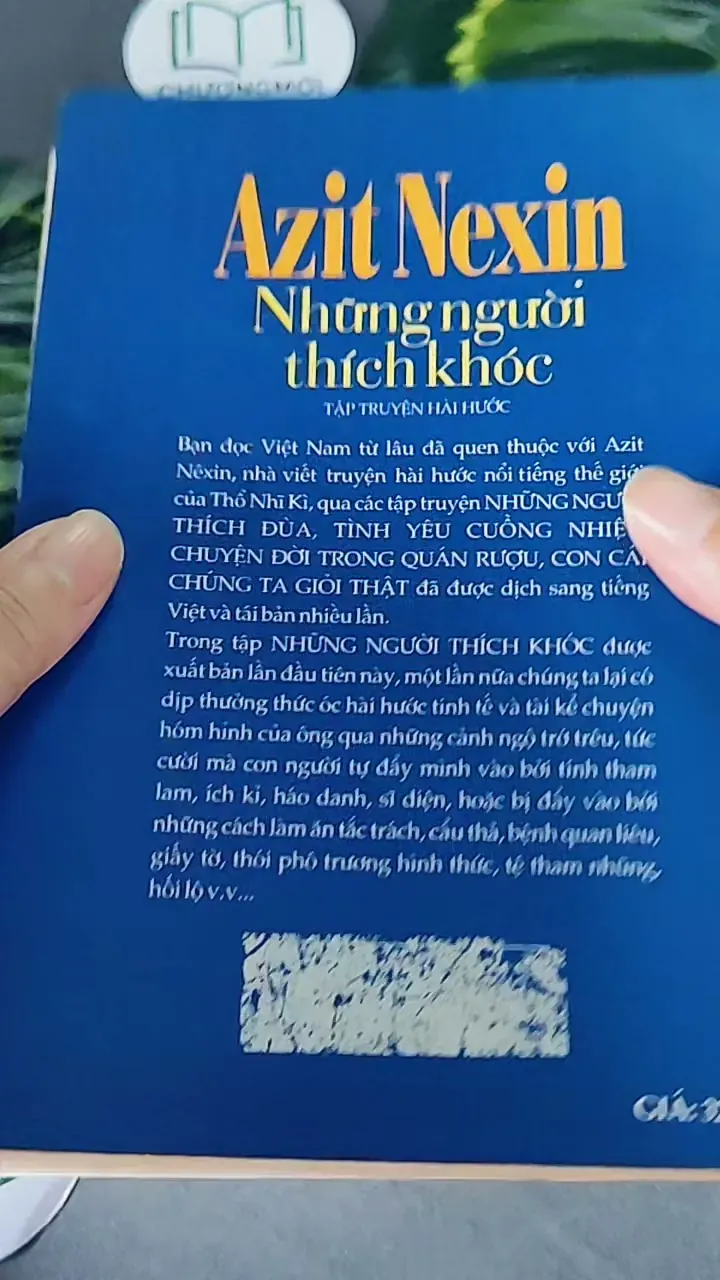 CHƯƠNG MỚI
Azit Nexin
Những người
thích khóc
TẬP TRUYỆN HÀI HƯỚC
Bạn đọc Việt Nam từ lâu đã quen thuộc với Azit
Nêxin, nhà viết truyện hài hước nổi tiếng thế giới
của Thổ Nhĩ Kì, qua các tập truyện NHỮNG
THÍCH ĐÙA, TÌNH YÊU CUỒNG
CHUYỆN ĐỜI TRONG QUÁN RƯỢU, CON
CHÚNG TA GIỎI THẬT đã được dịch sang tiếng
Việt và tái bản nhiều lần.
Trong tập NHỮNG NGƯỜI THÍCH KHÓC được
xuất bản lần đầu tiên này, một lần nữa chúng ta lại có
dịp thưởng thức óc hài hước tinh tế và tài kể chuyện
hóm hỉnh của ông qua những cảnh ngộ trớ trêu, tức
cười mà con người tự đẩy mình vào bởi tính tham
lam, ích kỉ, háo danh, sĩ diện, hoặc bị đẩy vào bởi
những cách làm ăn tắc trách, cẩu thả, bệnh quan liêu,
giấy tờ, thói phô trương hình thức, tệ tham nhũng,
hối lộ v.v...
GIÁ: